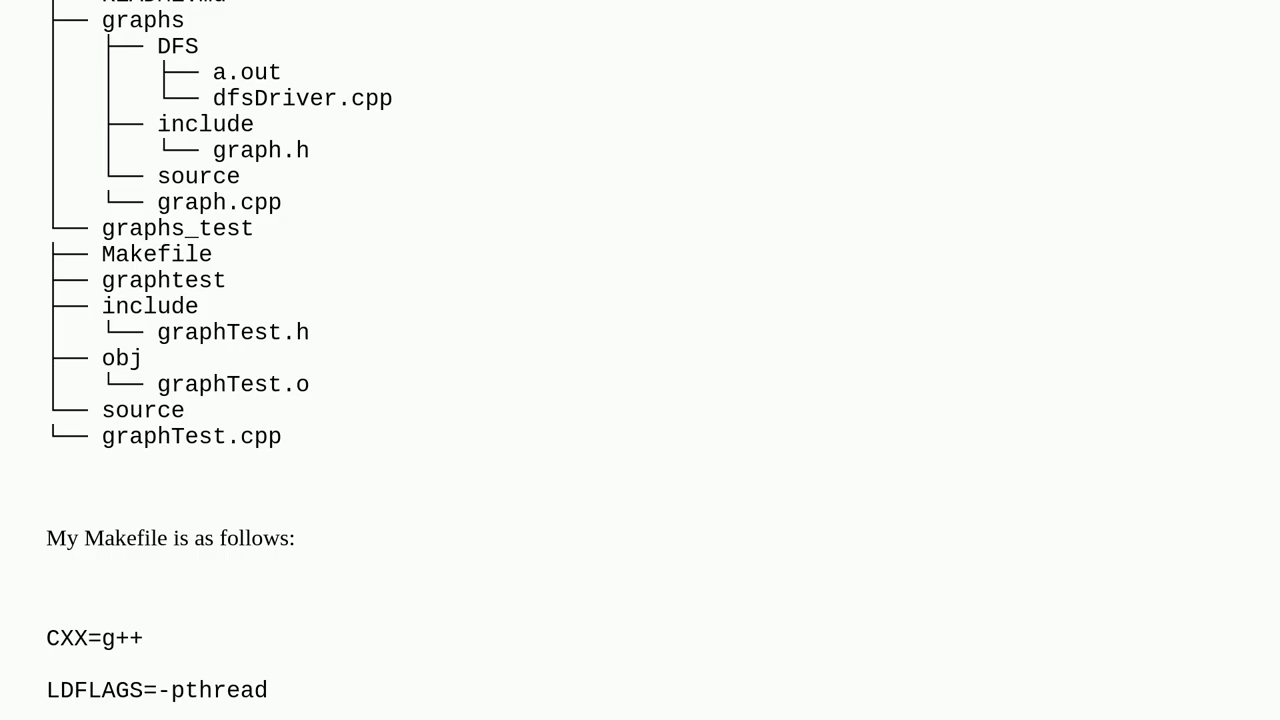 ├── graphs
│   ├── DFS
│   │   ├── a.out
│   │   └── dfsDriver.cpp
│   ├── include
│   │   └── graph.h
│   └── source
│   └── graph.cpp
└── graphs_test
├── Makefile
├── graphtest
├── include
│   └── graphTest.h
├── obj
│   └── graphTest.o
└── source
└── graphTest.cpp
My Makefile is as follows:
CXX=g++
LDFLAGS=-pthread